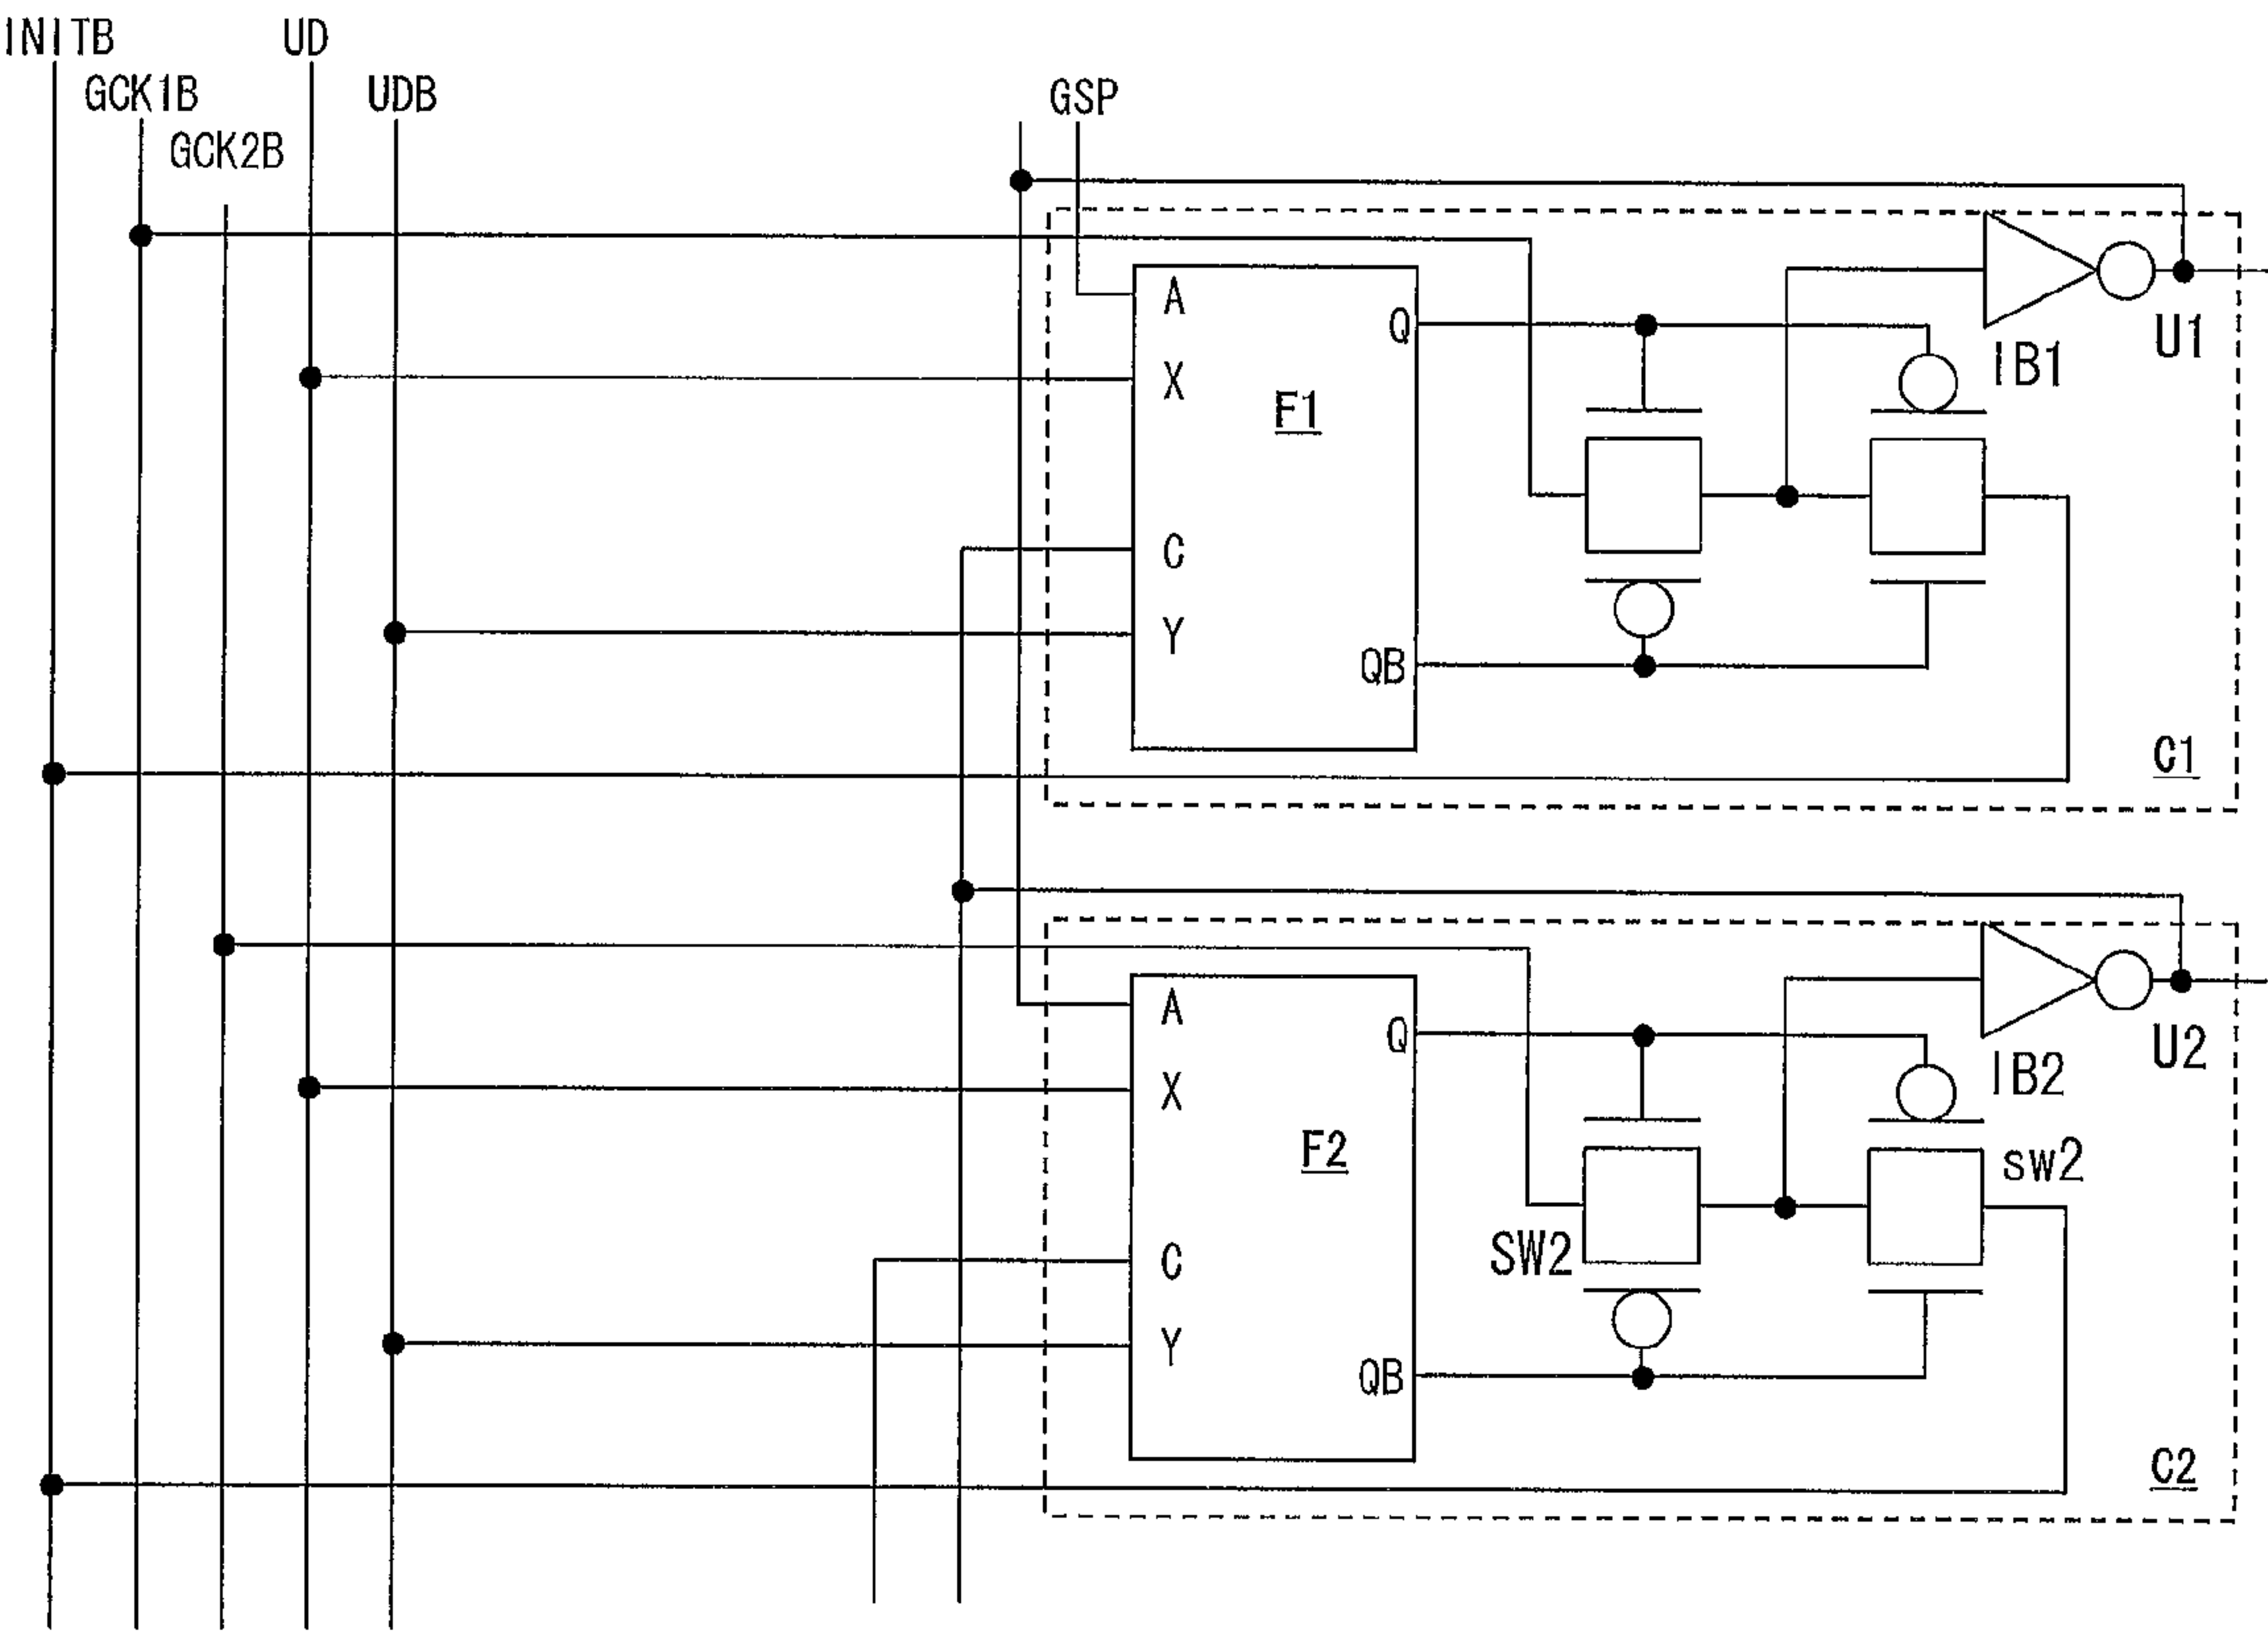 INITB
UD
GCK1B
UDB
GSP
GCK2B
A
Q
U1
IB1
X
F1
C
Y
QB
C1
A
Q
U2
IB2
X
F2
sw2
SW2
C
Y
QB
C2